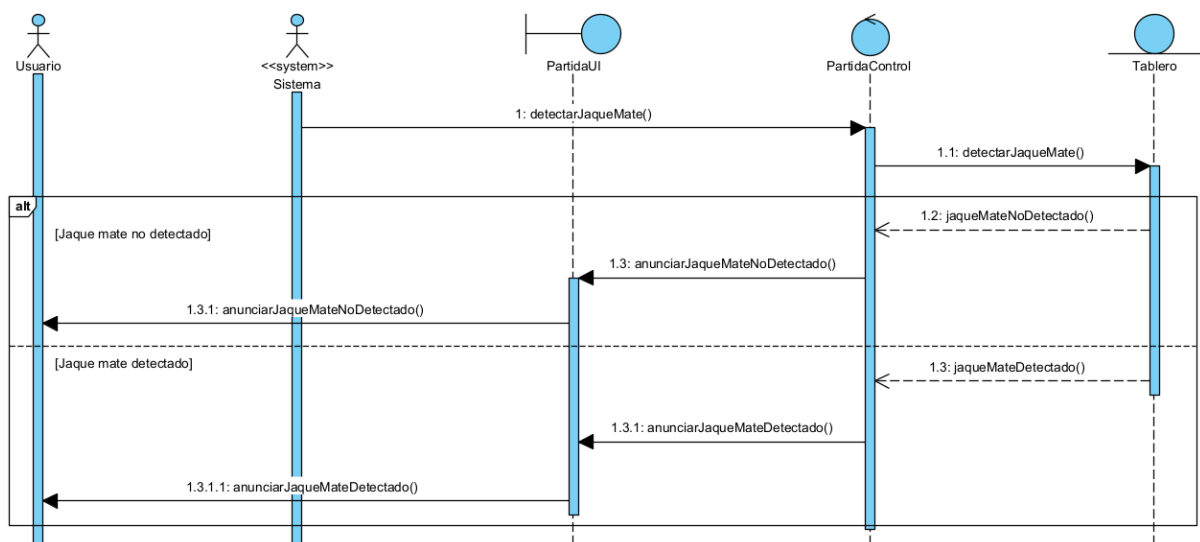 Usuario
<<system>>
Sistema
PartidaUI
PartidaControl
Tablero
1: detectarJaqueMate()
1.1: detectarJaqueMate()
alt
1.2: jaqueMateNoDetectado()
[Jaque mate no detectado]
1.3: anunciarJaqueMateNoDetectado()
1.3.1: anunciarJaqueMateNoDetectado()
[Jaque mate detectado]
1.3: jaqueMateDetectado()
1.3.1: anunciarJaqueMateDetectado()
1.3.1.1: anunciarJaqueMateDetectado()